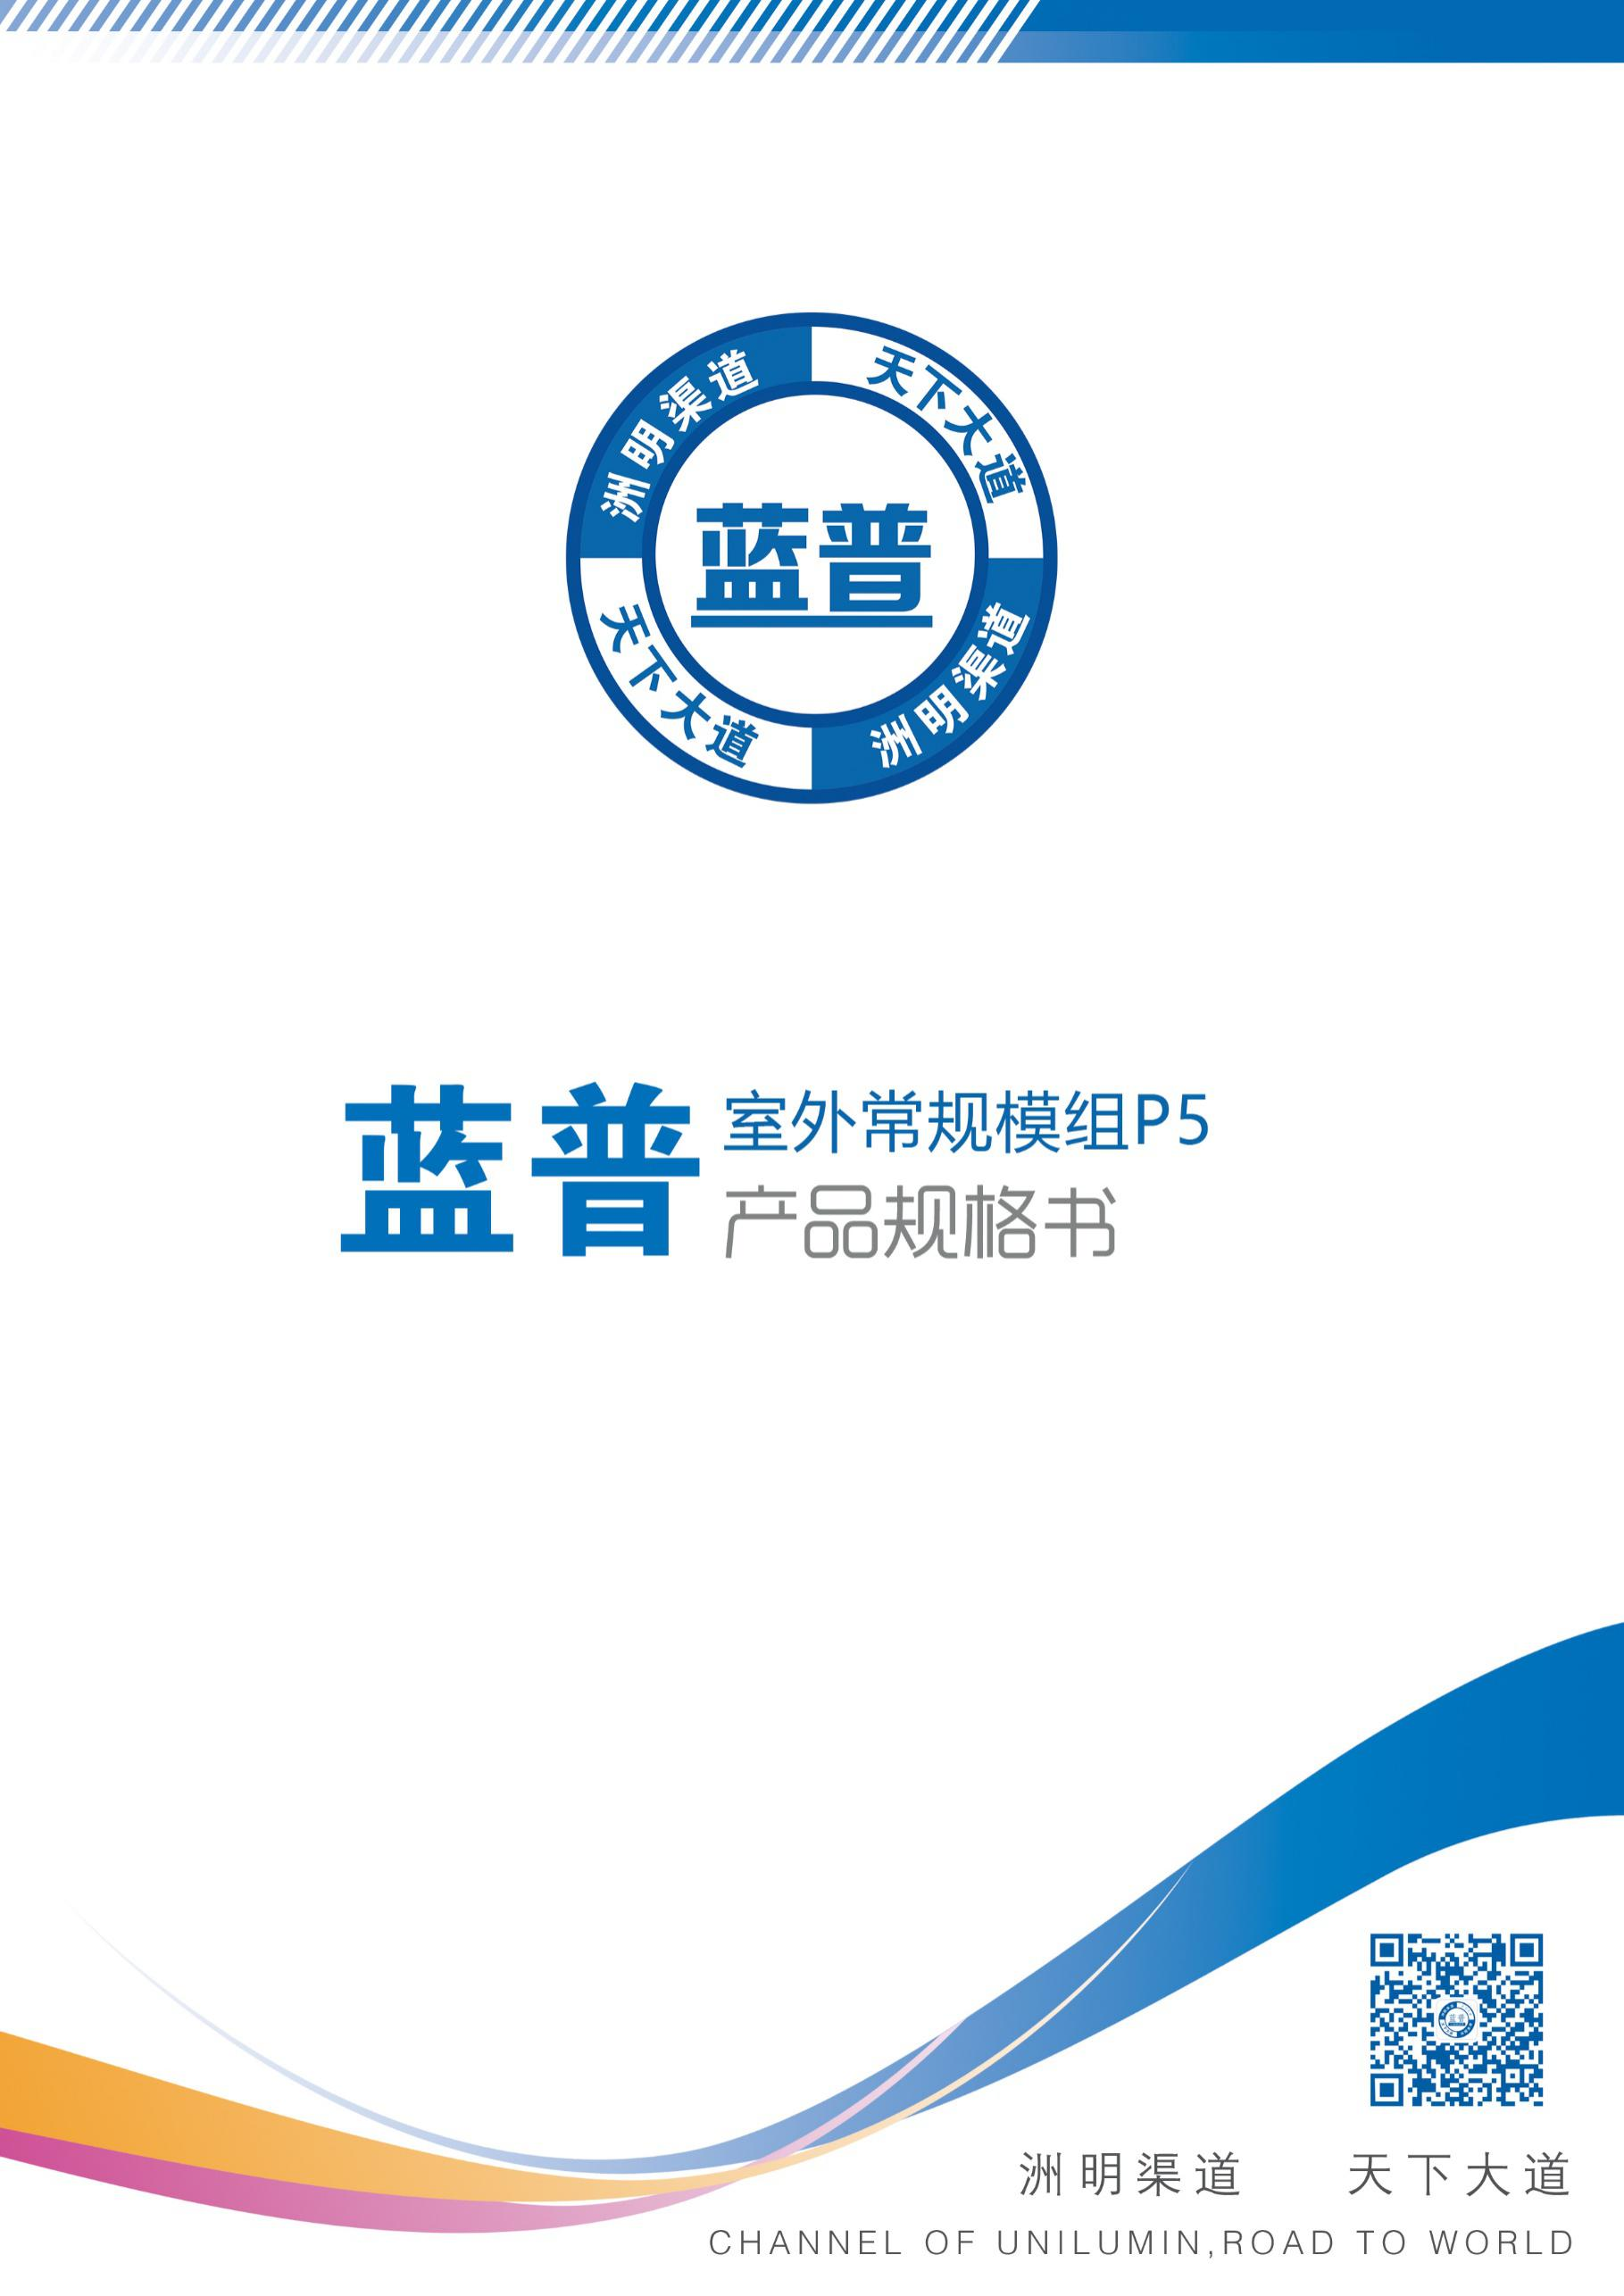 洲明渠道
天下大道
蓝普
天下大道
洲明渠道
蓝普
室外常规模组P5
产品规格书
洲明渠道 天下大道
CHANNEL OF UNILUMIN,ROAD TO WORLD